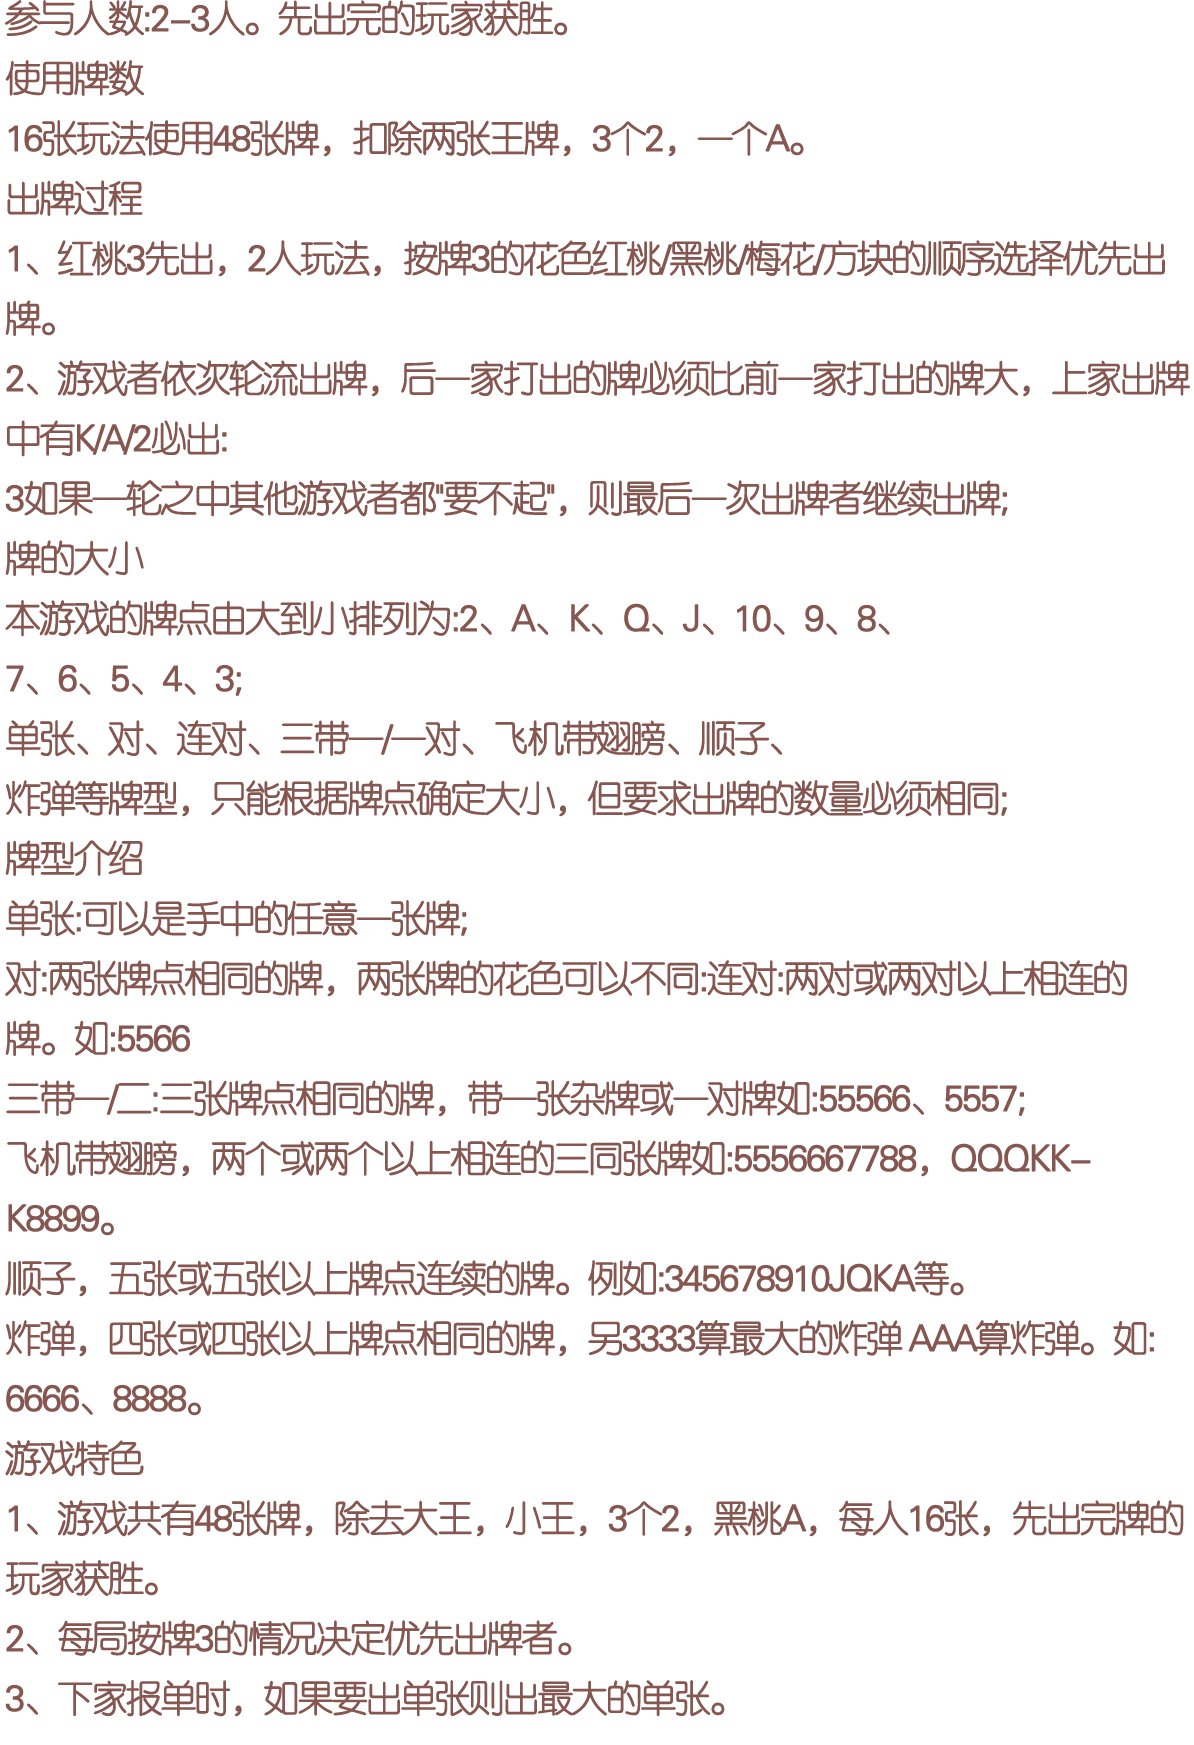 参与人数:2-3人。先出完的玩家获胜。
使用牌数
16张玩法使用48张牌，扣除两张王牌，3个2，一个A。
出牌过程
1、红桃3先出，2人玩法，按牌3的花色红桃/黑桃/梅花/方块的顺序选择优先出
牌。
2、游戏者依次轮流出牌，后一家打出的牌必须比前一家打出的牌大，上家出牌
中有K/A/2必出:
3如果一轮之中其他游戏者都"要不起"，则最后一次出牌者继续出牌;
牌的大小
本游戏的牌点由大到小排列为:2、A、K、Q、J、10、9、8、
7、6、5、4、3;
单张、对、连对、三带一/一对、飞机带翅膀、顺子、
炸弹等牌型，只能根据牌点确定大小，但要求出牌的数量必须相同;
牌型介绍
单张:可以是手中的任意一张牌;
对:两张牌点相同的牌，两张牌的花色可以不同:连对:两对或两对以上相连的
牌。如:5566
三带一/二:三张牌点相同的牌，带一张杂牌或一对牌如:55566、5557;
飞机带翅膀，两个或两个以上相连的三同张牌如:5556667788，QQQKK-
K8899。
顺子，五张或五张以上牌点连续的牌。例如:345678910JQKA等。
炸弹，四张或四张以上牌点相同的牌，另3333算最大的炸弹 AAA算炸弹。如:
6666、8888。
游戏特色
1、游戏共有48张牌，除去大王，小王，3个2，黑桃A，每人16张，先出完牌的
玩家获胜。
2、每局按牌3的情况决定优先出牌者。
3、下家报单时，如果要出单张则出最大的单张。